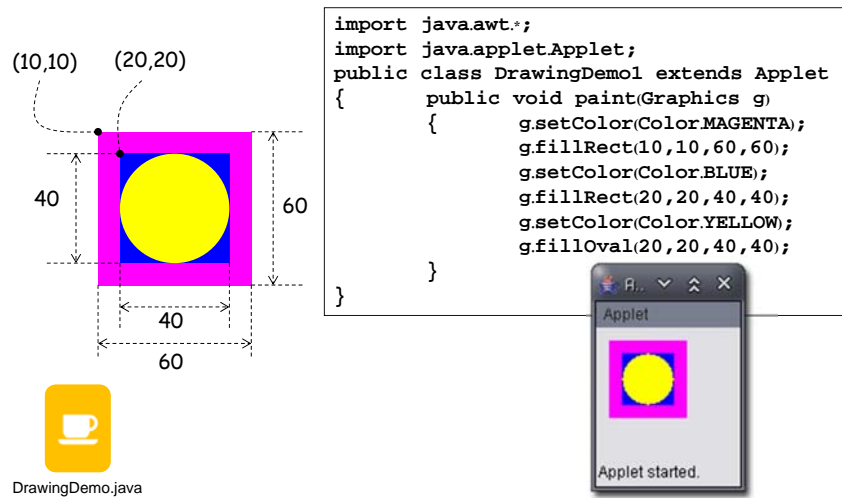 (10,10)
(20,20)
40
60
40
60
DrawingDemo.java
import java.awt.*;
import java.applet.Applet;
public class DrawingDemo1 extends Applet
{ public void paint(Graphics g)
{ g.setColor(Color.MAGENTA);
g.fillRect(10,10,60,60);
g.setColor(Color.BLUE);
g.fillRect(20,20,40,40);
g.setColor(Color.YELLOW);
g.fillOval(20,20,40,40);
}
}
A..
Applet
Applet started.